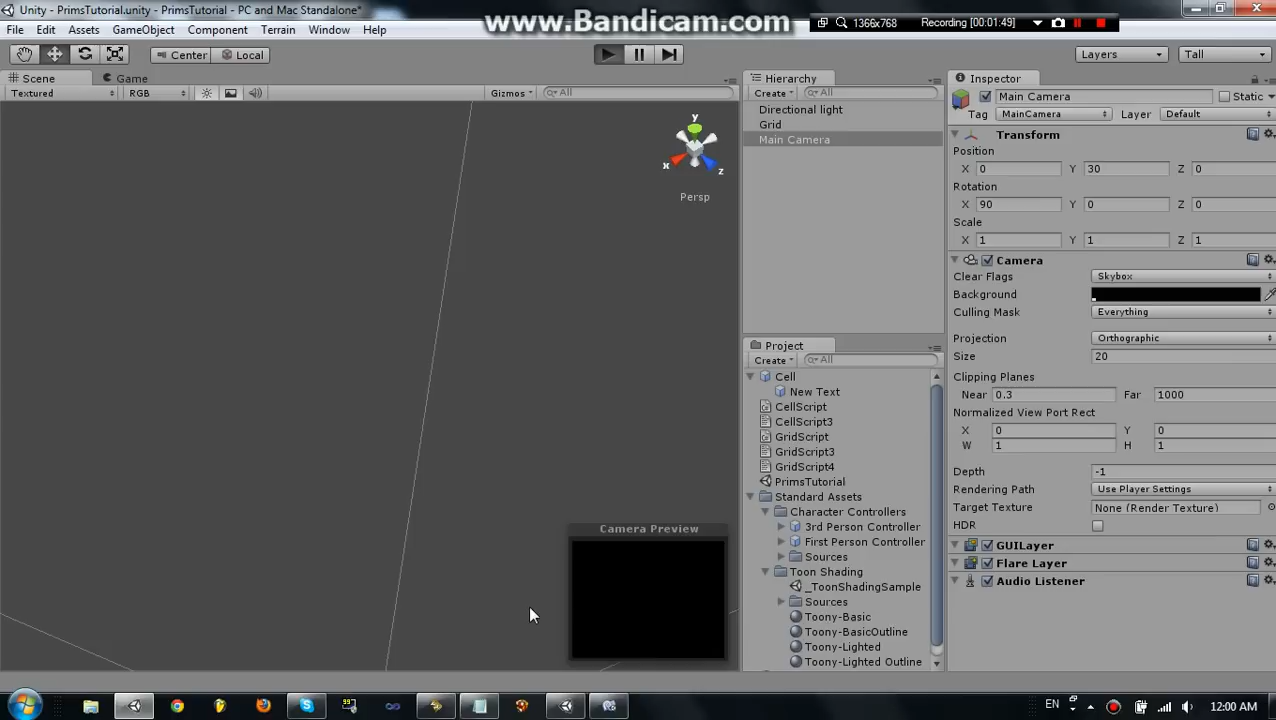 Unity - PrimsTutorial.unity - PrimsTutorial - PC and Mac Standalone*
www.Bandicam.com
1366x768
Recording [00:01:49]
File Edit Assets GameObject Component Terrain Window Help
Center Local
Layers
Tall
Scene Game
Textured RGB
Gizmos
All
y
x
z
Persp
Camera Preview
Hierarchy
Create All
Directional light
Grid
Main Camera
Project
Create All
Cell
New Text
CellScript
CellScript3
GridScript
GridScript3
GridScript4
PrimsTutorial
Standard Assets
Character Controllers
3rd Person Controller
First Person Controller
Sources
Toon Shading
_ToonShadingSample
Sources
Toony-Basic
Toony-BasicOutline
Toony-Lighted
Toony-Lighted Outline
Inspector
Main Camera Static
Tag MainCamera Layer Default
Transform
Position
X 0 Y 30 Z 0
Rotation
X 90 Y 0 Z 0
Scale
X 1 Y 1 Z 1
Camera
Clear Flags Skybox
Background
Culling Mask Everything
Projection Orthographic
Size 20
Clipping Planes
Near 0.3 Far 1000
Normalized View Port Rect
X 0 Y 0
W 1 H 1
Depth -1
Rendering Path Use Player Settings
Target Texture None (Render Texture)
HDR
GUILayer
Flare Layer
Audio Listener
EN
12:00 AM